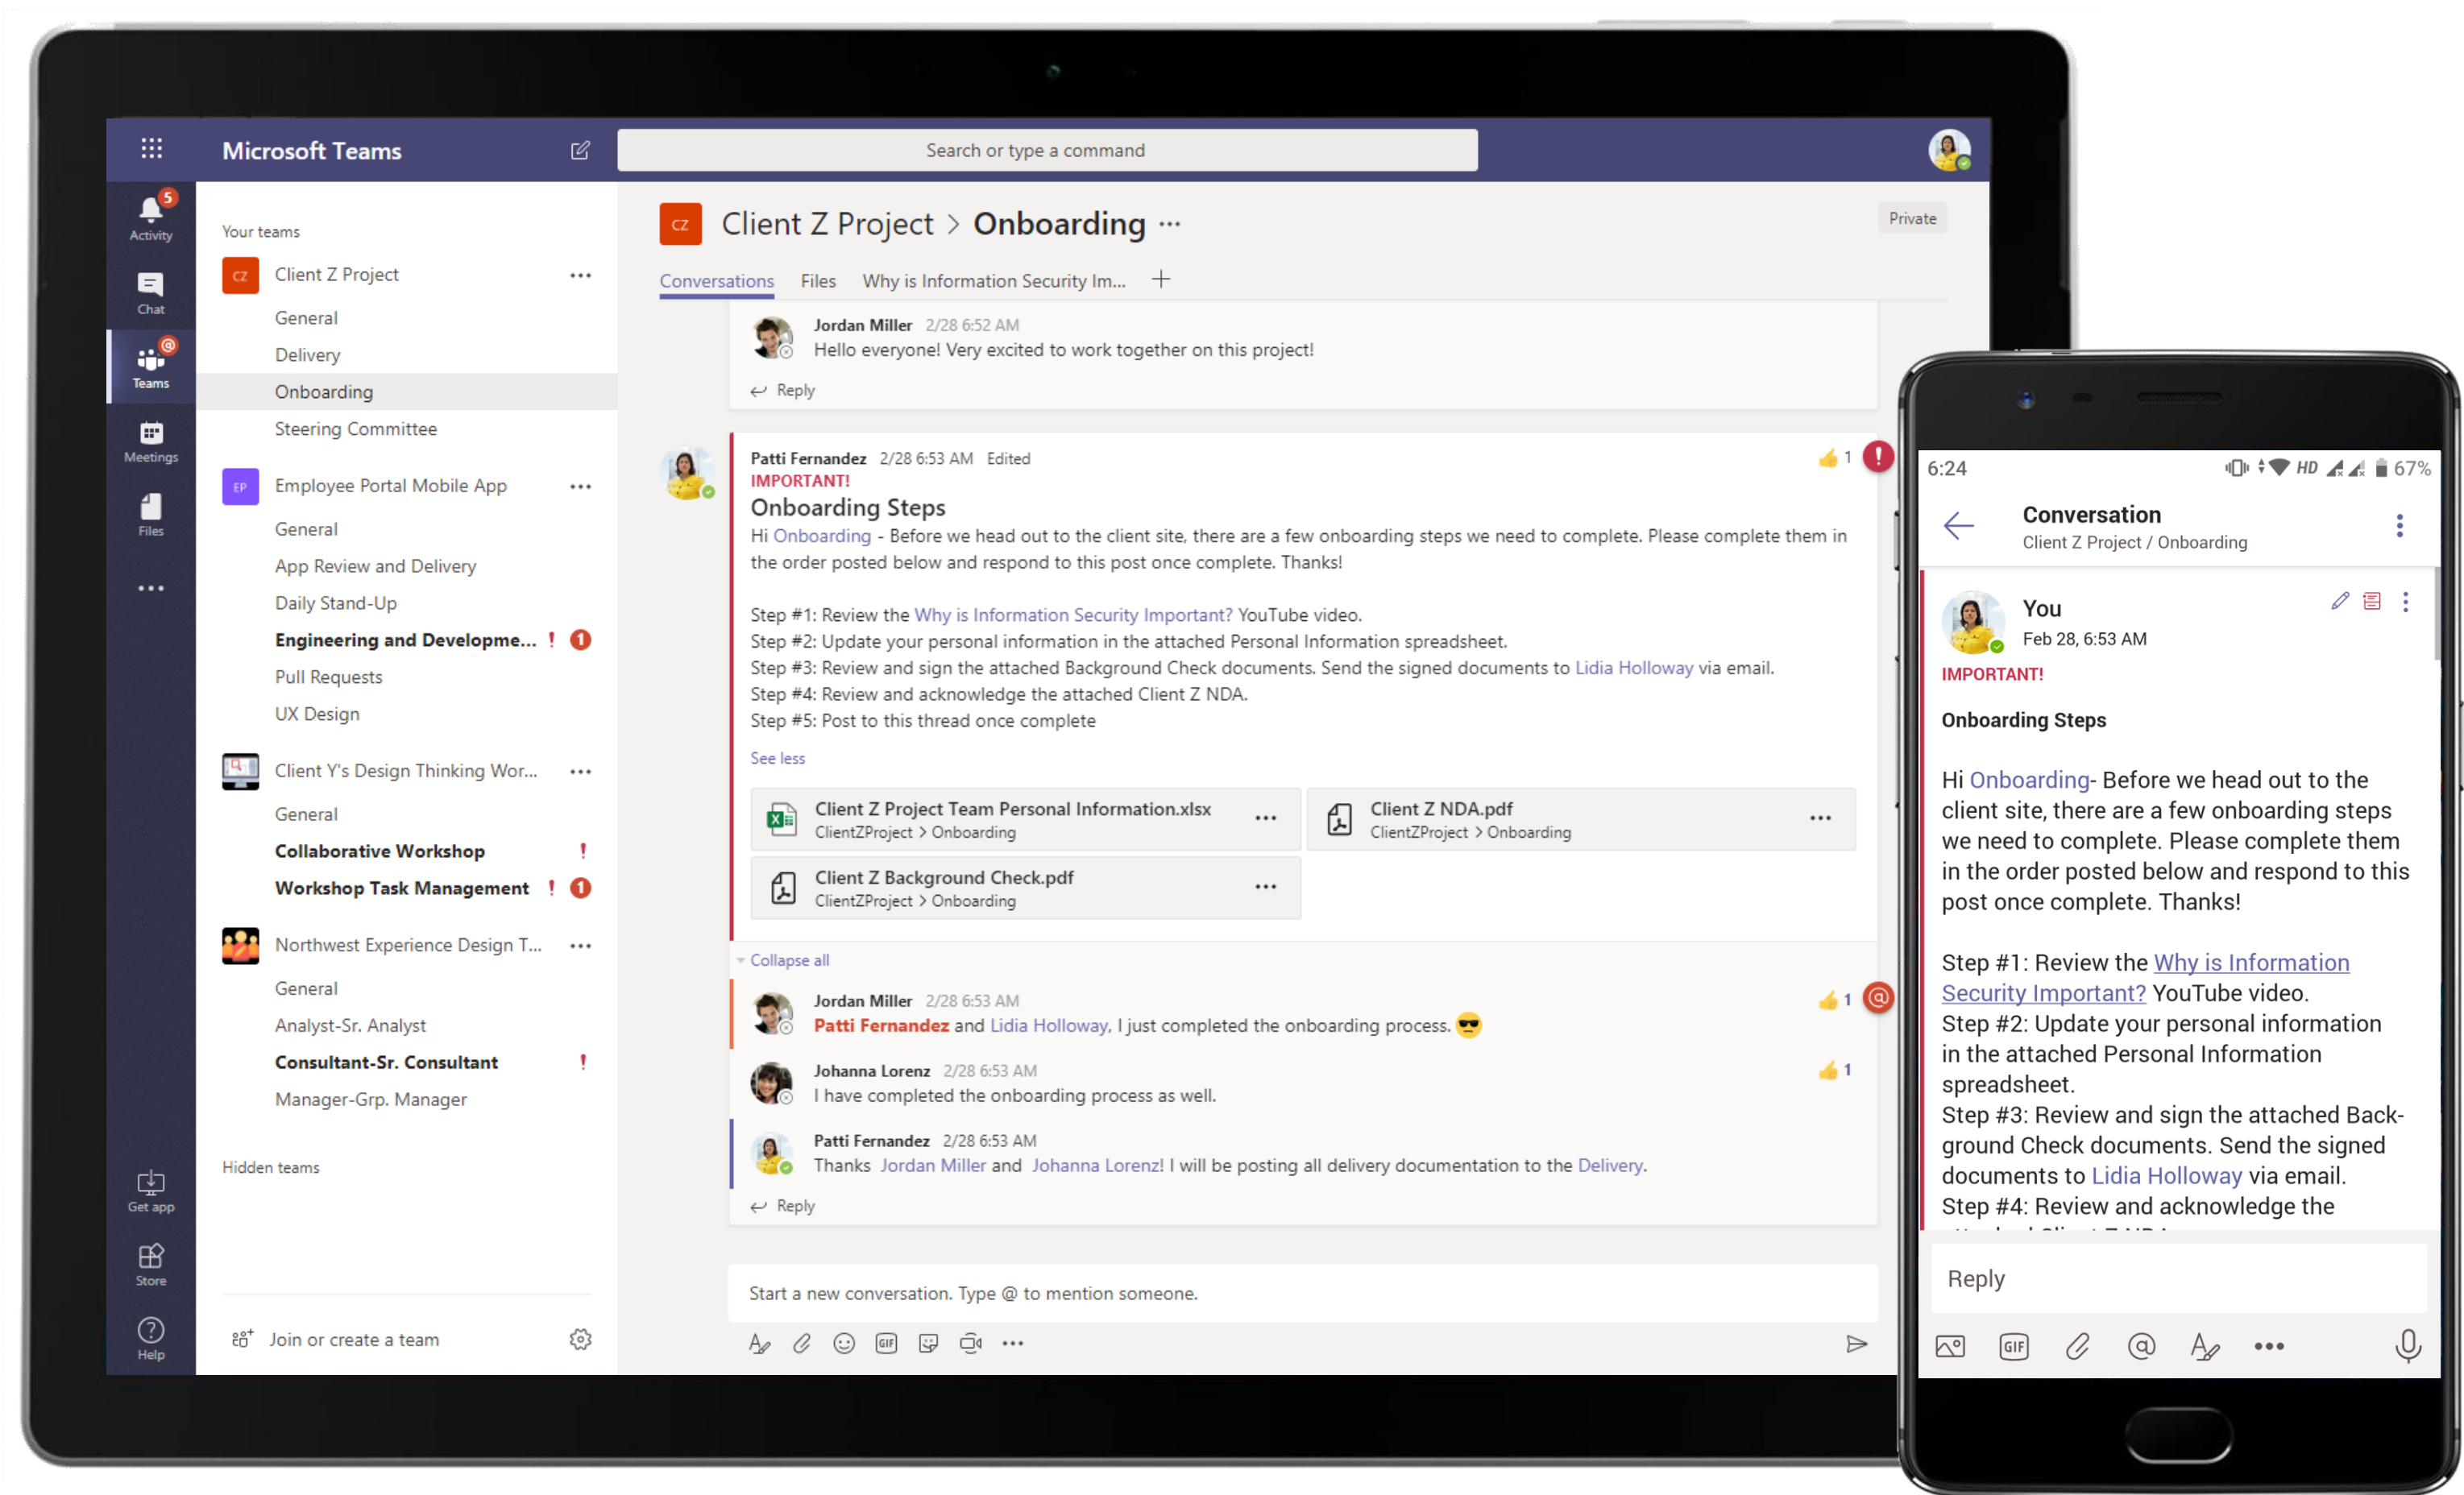 Microsoft Teams
Search or type a command
5
Activity
Chat
@
Teams
Meetings
Files
Get app
Store
Help
Your teams
CZ Client Z Project
General
Delivery
Onboarding
Steering Committee
EP Employee Portal Mobile App
General
App Review and Delivery
Daily Stand-Up
Engineering and Developme... ! 1
Pull Requests
UX Design
Client Y's Design Thinking Wor...
General
Collaborative Workshop !
Workshop Task Management ! 1
Northwest Experience Design T...
General
Analyst-Sr. Analyst
Consultant-Sr. Consultant !
Manager-Grp. Manager
Hidden teams
Join or create a team
CZ Client Z Project > Onboarding ...
Private
Conversations Files Why is Information Security Im... +
Jordan Miller 2/28 6:52 AM
Hello everyone! Very excited to work together on this project!
Reply
Patti Fernandez 2/28 6:53 AM Edited 1 !
IMPORTANT!
Onboarding Steps
Hi Onboarding - Before we head out to the client site, there are a few onboarding steps we need to complete. Please complete them in
the order posted below and respond to this post once complete. Thanks!
Step #1: Review the Why is Information Security Important? YouTube video.
Step #2: Update your personal information in the attached Personal Information spreadsheet.
Step #3: Review and sign the attached Background Check documents. Send the signed documents to Lidia Holloway via email.
Step #4: Review and acknowledge the attached Client Z NDA.
Step #5: Post to this thread once complete
See less
Client Z Project Team Personal Information.xlsx
ClientZProject > Onboarding
Client Z NDA.pdf
ClientZProject > Onboarding
Client Z Background Check.pdf
ClientZProject > Onboarding
Collapse all
Jordan Miller 2/28 6:53 AM 1 @
Patti Fernandez and Lidia Holloway, I just completed the onboarding process. 😎
Johanna Lorenz 2/28 6:53 AM 1
I have completed the onboarding process as well.
Patti Fernandez 2/28 6:53 AM
Thanks Jordan Miller and Johanna Lorenz! I will be posting all delivery documentation to the Delivery.
Reply
Start a new conversation. Type @ to mention someone.
GIF
6:24 HD 67%
Conversation
Client Z Project / Onboarding
You
Feb 28, 6:53 AM
IMPORTANT!
Onboarding Steps
Hi Onboarding- Before we head out to the
client site, there are a few onboarding steps
we need to complete. Please complete them
in the order posted below and respond to this
post once complete. Thanks!
Step #1: Review the Why is Information
Security Important? YouTube video.
Step #2: Update your personal information
in the attached Personal Information
spreadsheet.
Step #3: Review and sign the attached Back-
ground Check documents. Send the signed
documents to Lidia Holloway via email.
Step #4: Review and acknowledge the
Reply
GIF @